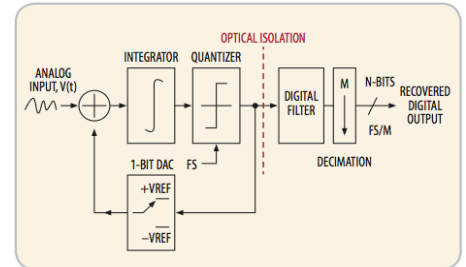 OPTICAL ISOLATION
INTEGRATOR
QUANTIZER
ANALOG
INPUT, V(t)
DIGITAL
FILTER
M
N-BITS
FS/M
RECOVERED
DIGITAL
OUTPUT
1-BIT DAC
FS
DECIMATION
+VREF
−VREF